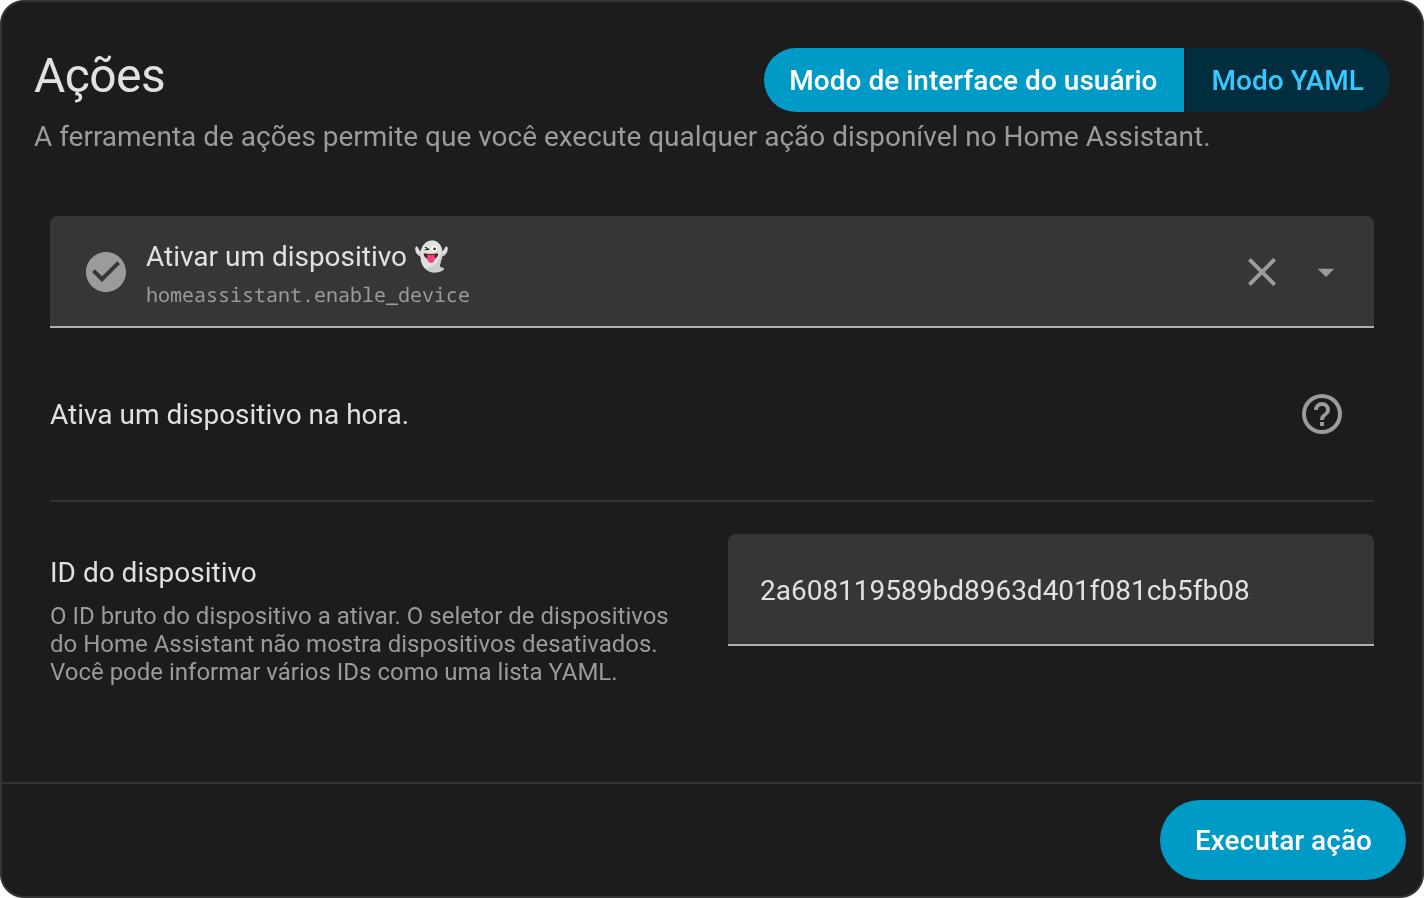 Ações
Modo de interface do usuário
Modo YAML
A ferramenta de ações permite que você execute qualquer ação disponível no Home Assistant.
Ativar um dispositivo 👻
homeassistant.enable_device
Ativa um dispositivo na hora.
ID do dispositivo
O ID bruto do dispositivo a ativar. O seletor de dispositivos
do Home Assistant não mostra dispositivos desativados.
Você pode informar vários IDs como uma lista YAML.
2a608119589bd8963d401f081cb5fb08
Executar ação